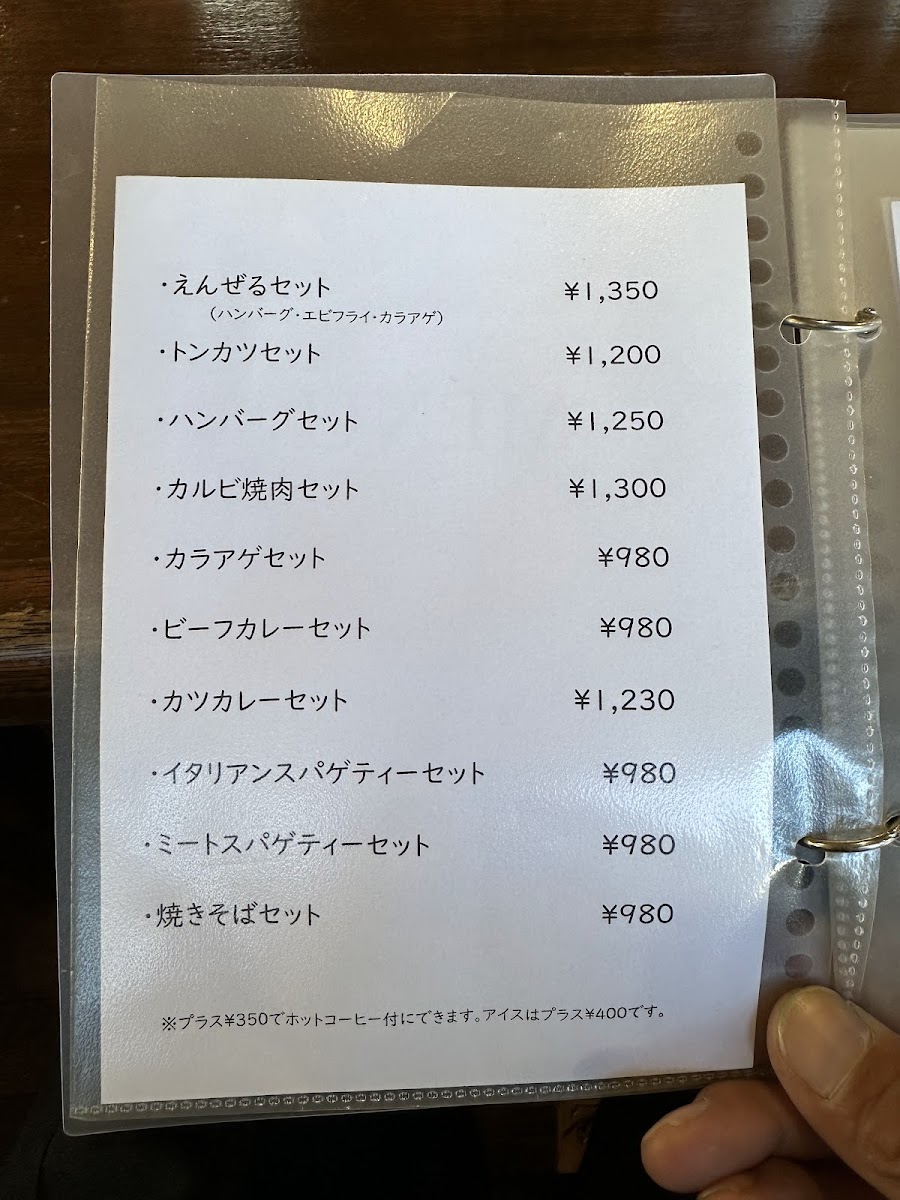 ・えんぜるセット ¥1,350
(ハンバーグ・エビフライ・カラアゲ)
・トンカツセット ¥1,200
・ハンバーグセット ¥1,250
・カルビ焼肉セット ¥1,300
・カラアゲセット ¥980
・ビーフカレーセット ¥980
・カツカレーセット ¥1,230
・イタリアンスパゲティーセット ¥980
・ミートスパゲティーセット ¥980
・焼きそばセット ¥980
※プラス¥350でホットコーヒー付にできます。アイスはプラス¥400です。